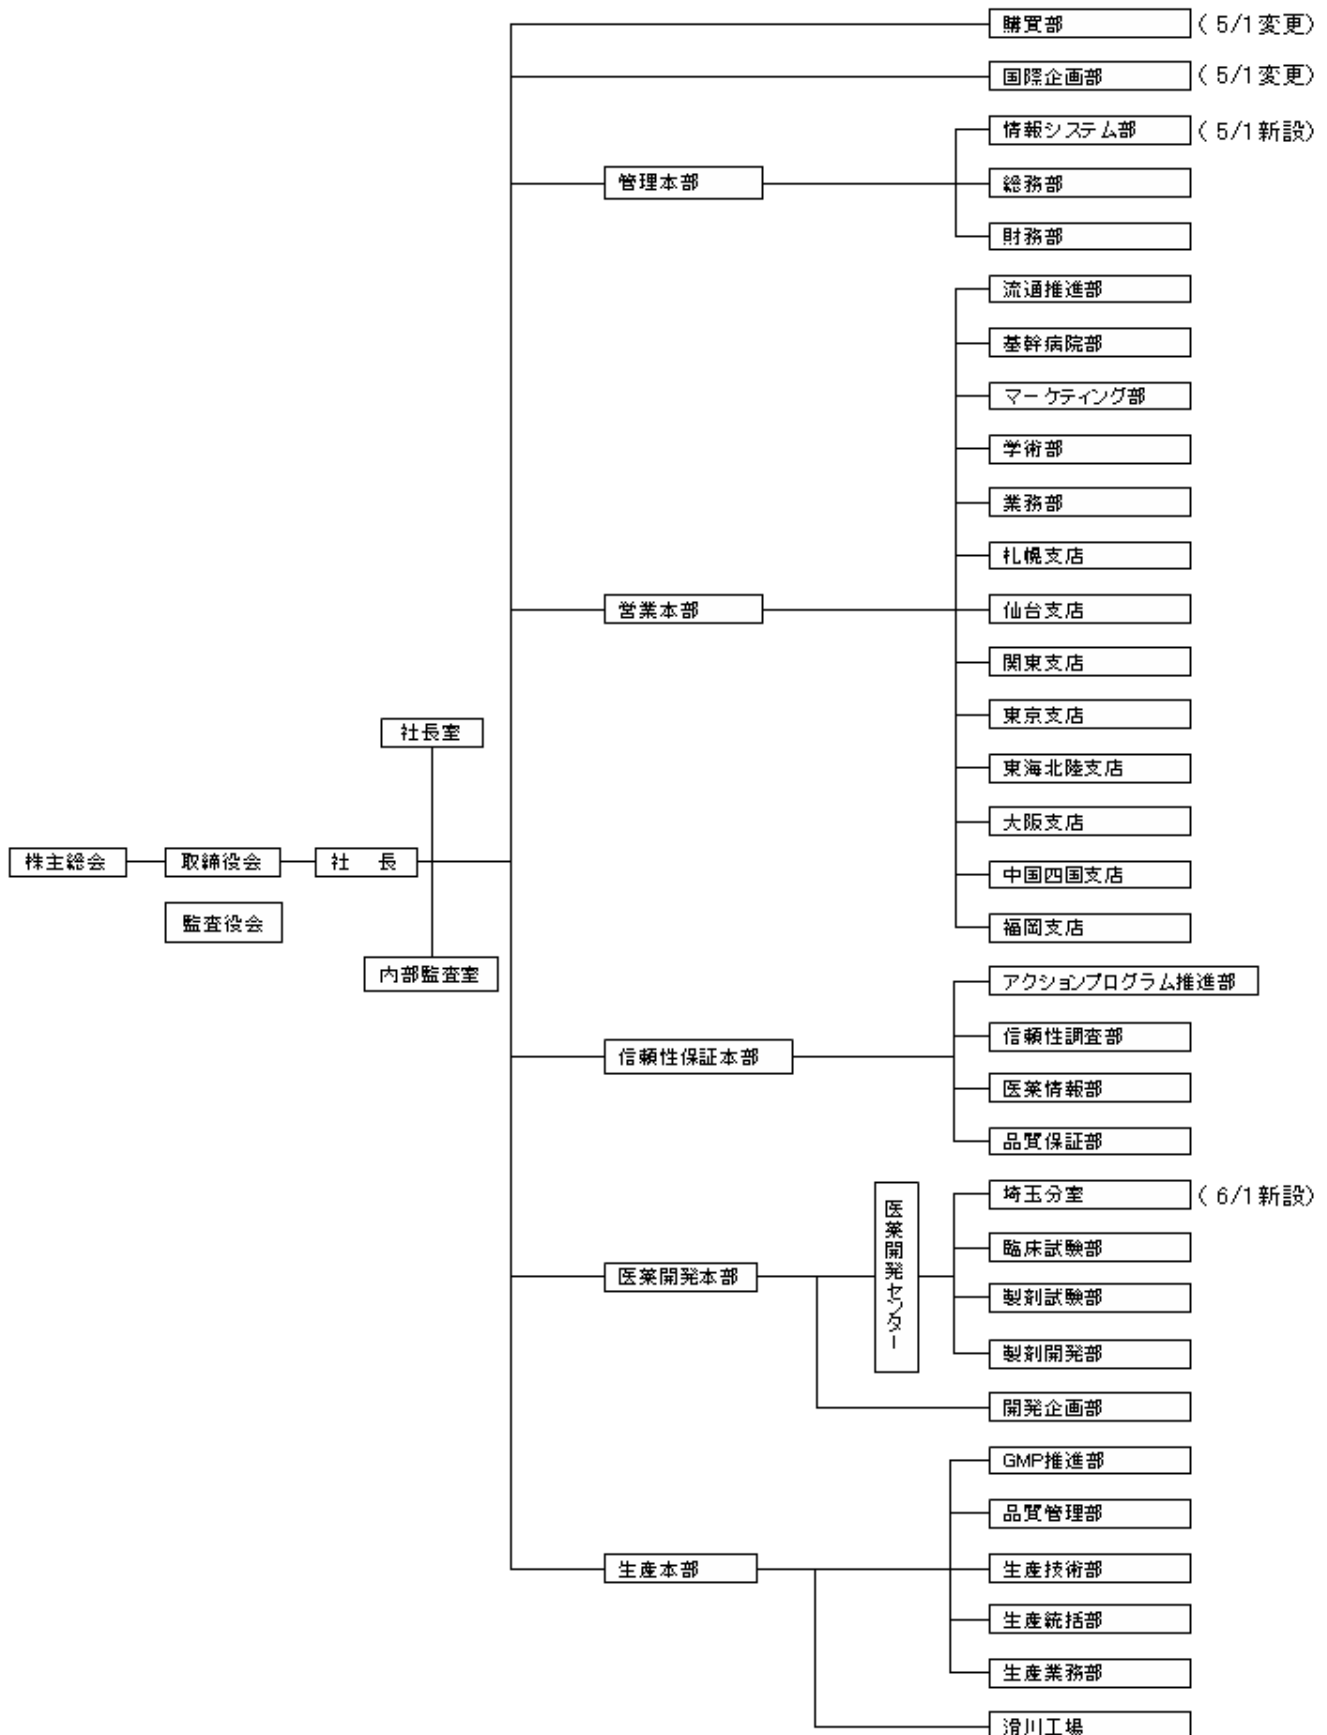 購買部 （ 5/1変更）
国際企画部 （ 5/1変更）
情報システム部 （ 5/1新設）
管理本部
総務部
財務部
流通推進部
基幹病院部
マーケティング部
学術部
業務部
札幌支店
営業本部
仙台支店
関東支店
東京支店
社長室
東海北陸支店
大阪支店
株主総会
取締役会
社　長
中国四国支店
監査役会
福岡支店
内部監査室
アクションプログラム推進部
信頼性調査部
信頼性保証本部
医薬情報部
品質保証部
埼玉分室 （ 6/1新設）
臨床試験部
医薬開発本部
医薬開発センター
製剤試験部
製剤開発部
開発企画部
GMP推進部
品質管理部
生産本部
生産技術部
生産統括部
生産業務部
滑川工場